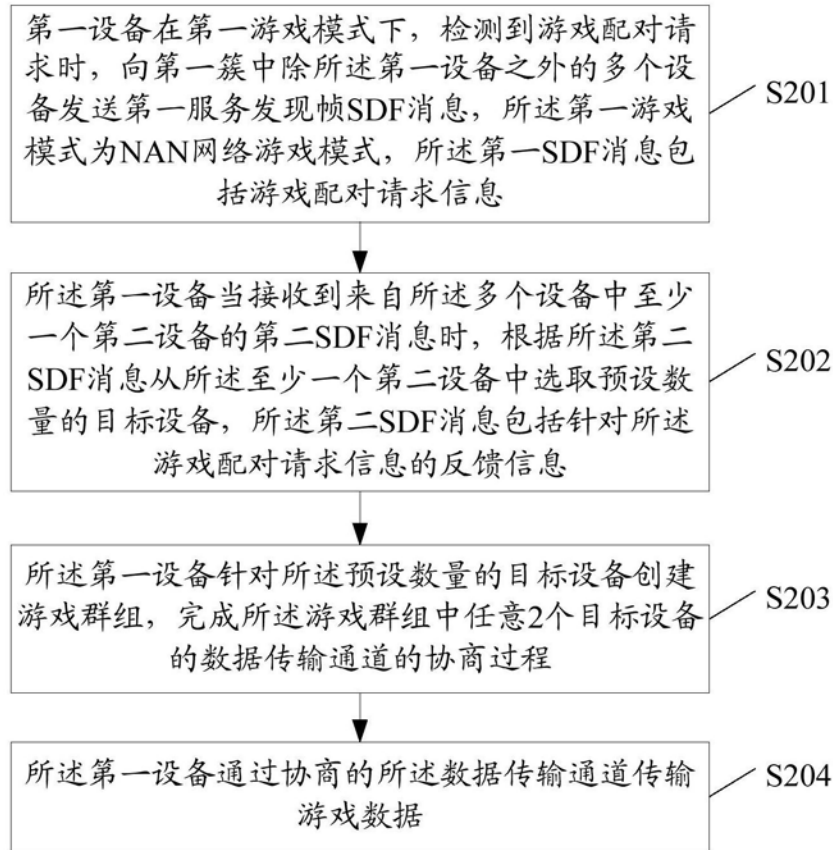 第一设备在第一游戏模式下，检测到游戏配对请
求时，向第一簇中除所述第一设备之外的多个设
备发送第一服务发现帧SDF消息，所述第一游戏
模式为NAN网络游戏模式，所述第一SDF消息包
括游戏配对请求信息
S201
所述第一设备当接收到来自所述多个设备中至少
一个第二设备的第二SDF消息时，根据所述第二
SDF消息从所述至少一个第二设备中选取预设数
量的目标设备，所述第二SDF消息包括针对所述
游戏配对请求信息的反馈信息
S202
所述第一设备针对所述预设数量的目标设备创建
游戏群组，完成所述游戏群组中任意2个目标设备
的数据传输通道的协商过程
S203
所述第一设备通过协商的所述数据传输通道传输
游戏数据
S204